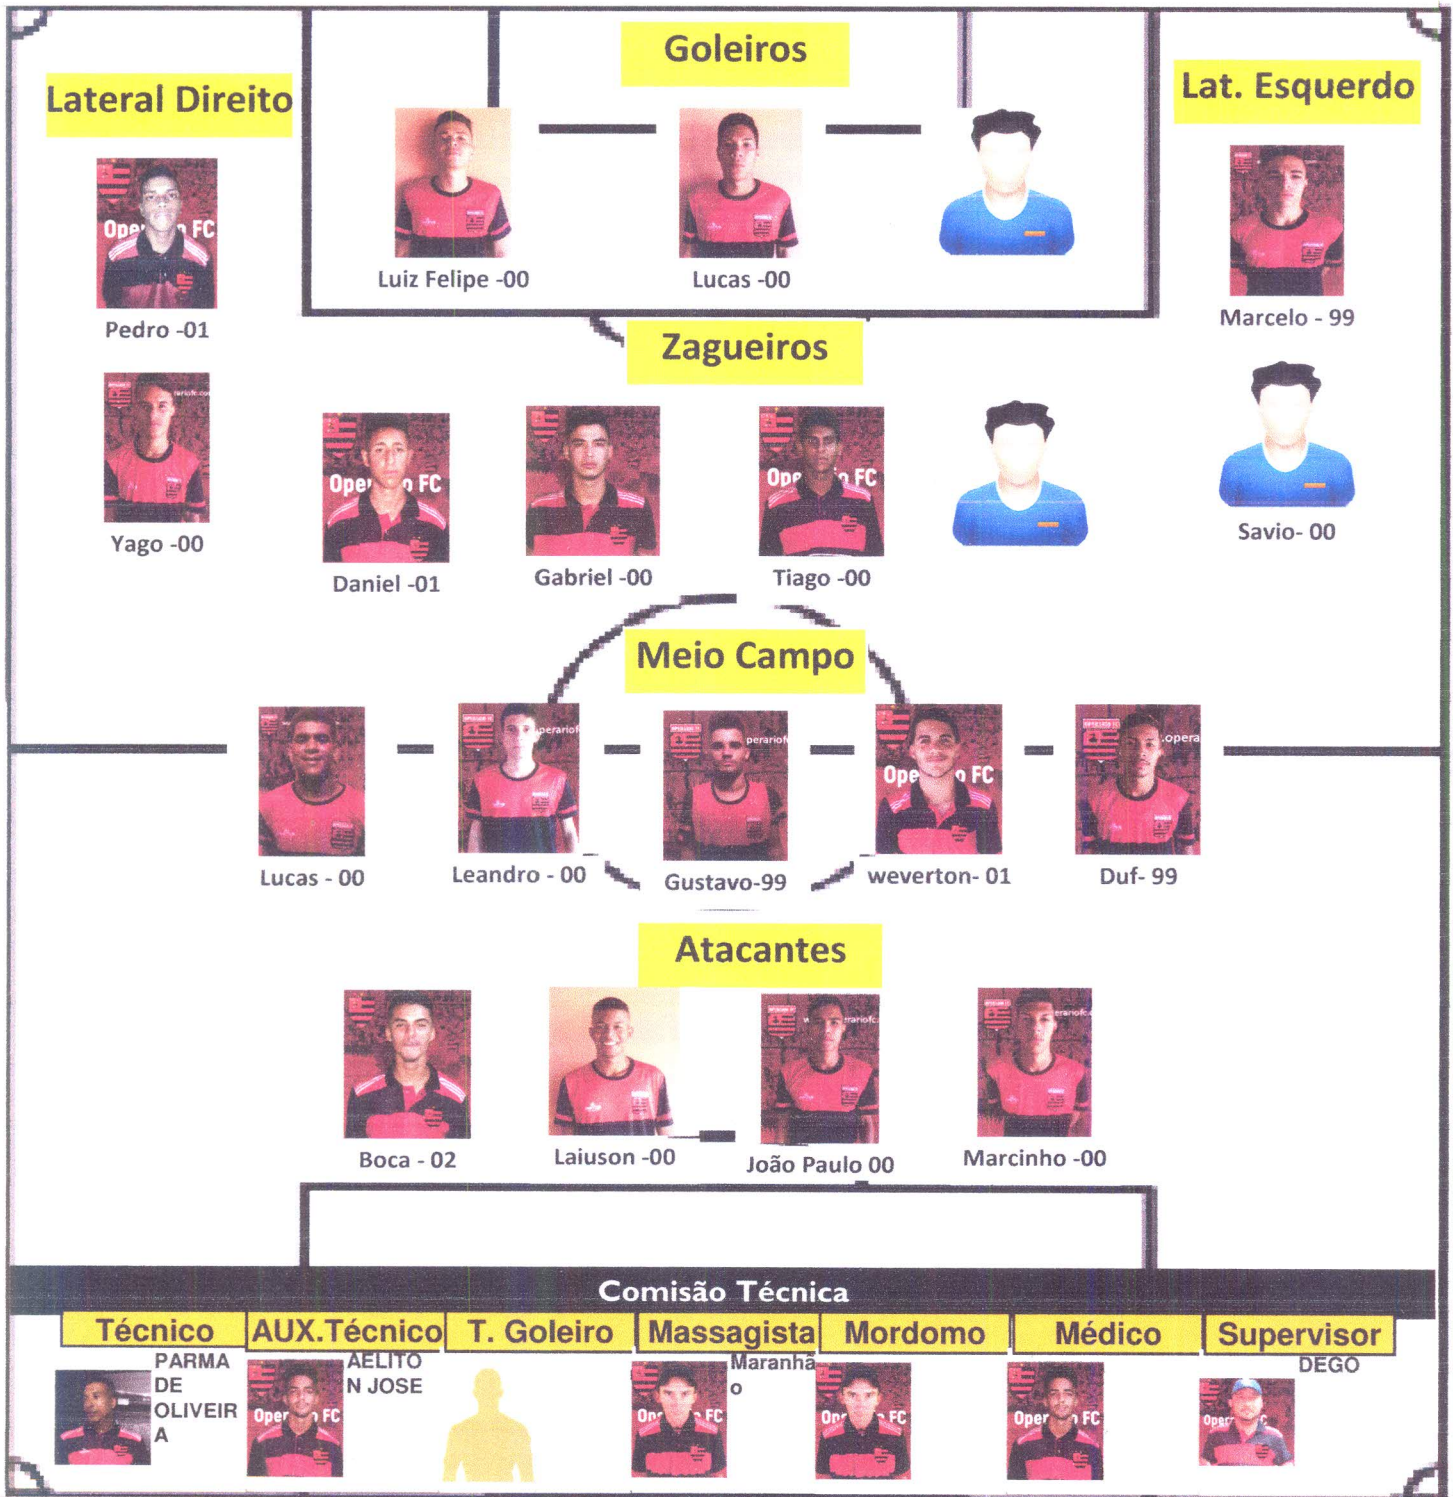 Goleiros
Lateral Direito
Lat. Esquerdo
Luiz Felipe -00
Lucas -00
Operario FC
Pedro -01
Marcelo - 99
Zagueiros
Yago -00
Daniel -01
Gabriel -00
Tiago -00
Savio- 00
Meio Campo
Lucas - 00
Leandro - 00
Gustavo-99
weverton- 01
Duf- 99
Atacantes
Boca - 02
Laiuson -00
João Paulo 00
Marcinho -00
Comisão Técnica
Técnico
AUX.Técnico
T. Goleiro
Massagista
Mordomo
Médico
Supervisor
PARMA
DE
OLIVEIR
A
AELITO
N JOSE
Maranhã
o
DEGO